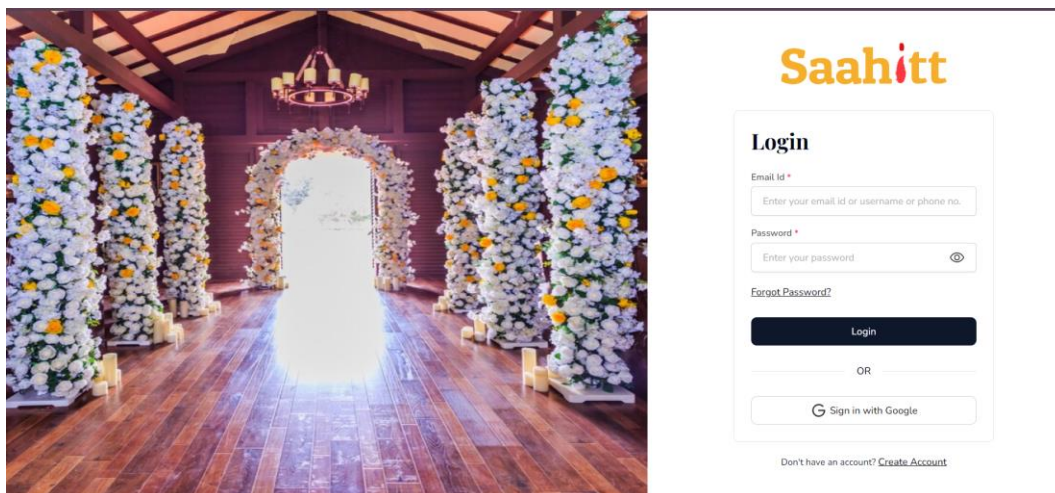 Saahitt
Login
Email Id *
Enter your email id or username or phone no.
Password *
Enter your password
Forgot Password?
Login
OR
Sign in with Google
Don't have an account? Create Account